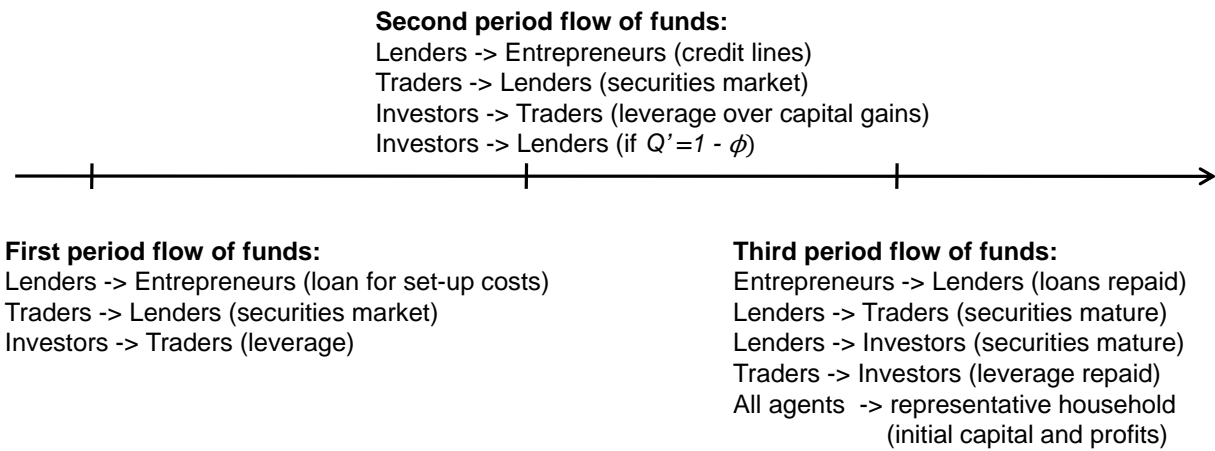 Second period flow of funds:
Lenders -> Entrepreneurs (credit lines)
Traders -> Lenders (securities market)
Investors -> Traders (leverage over capital gains)
Investors -> Lenders (if Q'=1 - ϕ)
First period flow of funds:
Lenders -> Entrepreneurs (loan for set-up costs)
Traders -> Lenders (securities market)
Investors -> Traders (leverage)
Third period flow of funds:
Entrepreneurs -> Lenders (loans repaid)
Lenders -> Traders (securities mature)
Lenders -> Investors (securities mature)
Traders -> Investors (leverage repaid)
All agents -> representative household
(initial capital and profits)